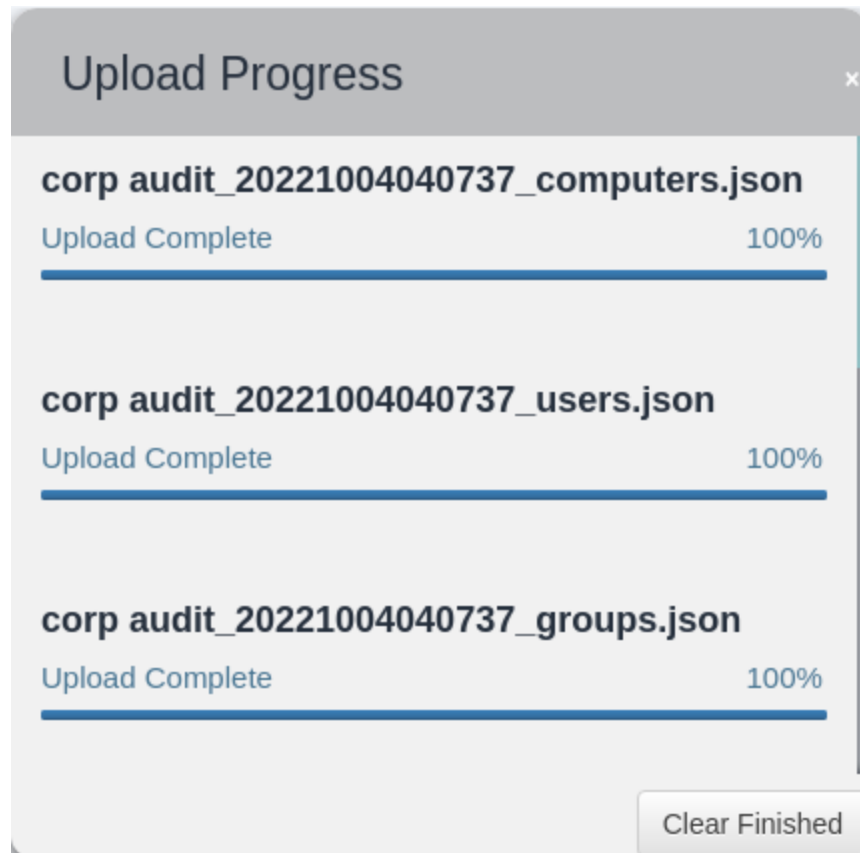 Upload Progress ×
corp audit_20221004040737_computers.json
Upload Complete 100%
corp audit_20221004040737_users.json
Upload Complete 100%
corp audit_20221004040737_groups.json
Upload Complete 100%
Clear Finished